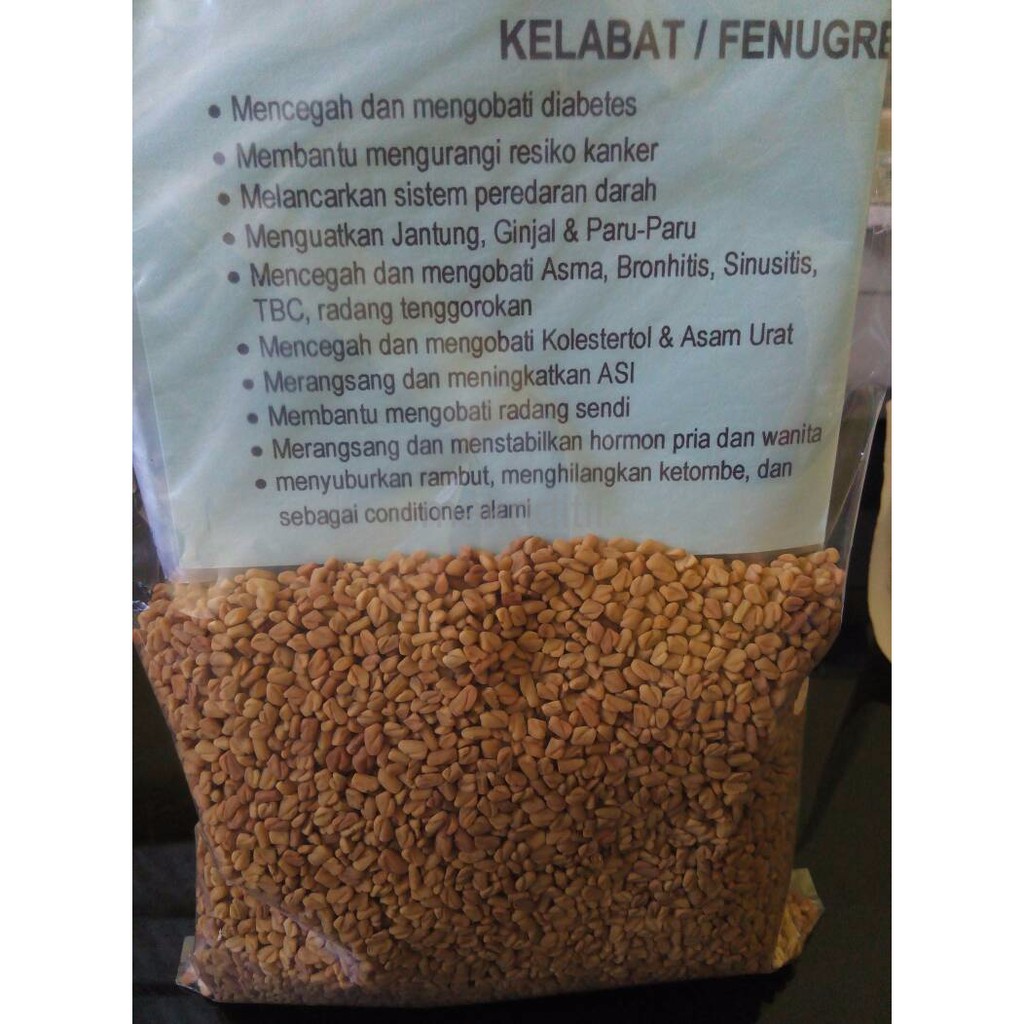 KELABAT / FENUGRE
• Mencegah dan mengobati diabetes
• Membantu mengurangi resiko kanker
• Melancarkan sistem peredaran darah
• Menguatkan Jantung, Ginjal & Paru-Paru
• Mencegah dan mengobati Asma, Bronhitis, Sinusitis,
TBC, radang tenggorokan
• Mencegah dan mengobati Kolestertol & Asam Urat
• Merangsang dan meningkatkan ASI
• Membantu mengobati radang sendi
• Merangsang dan menstabilkan hormon pria dan wanita
• menyuburkan rambut, menghilangkan ketombe, dan
sebagai conditioner alami